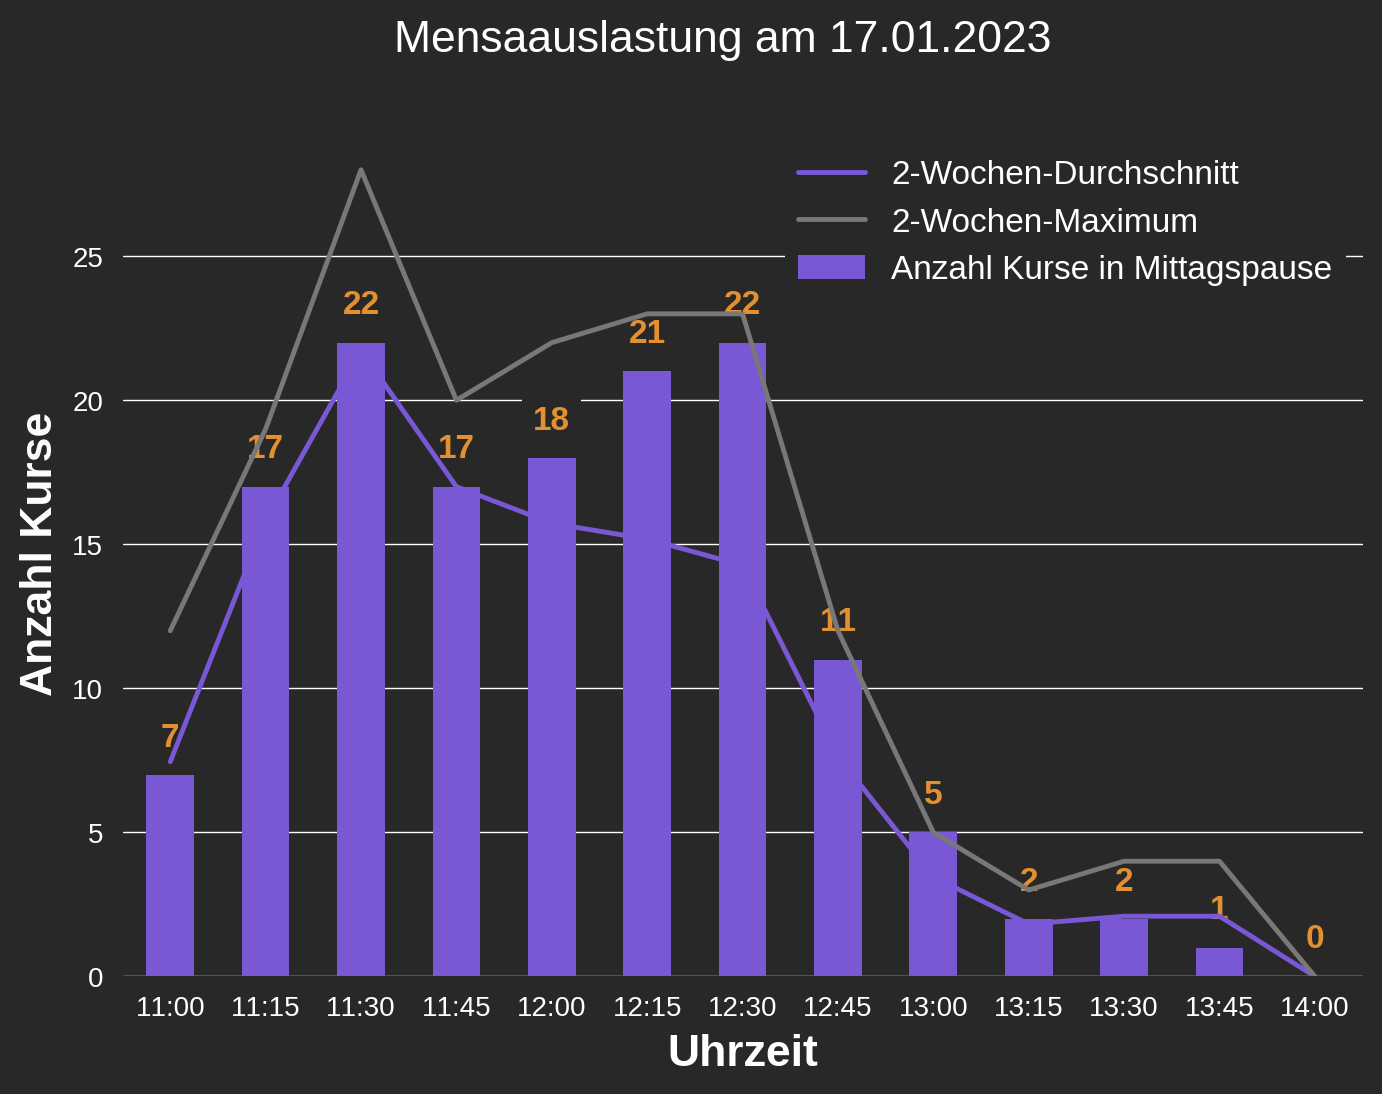 Mensaauslastung am 17.01.2023
2-Wochen-Durchschnitt
2-Wochen-Maximum
Anzahl Kurse in Mittagspause
Anzahl Kurse
25
20
15
10
5
0
7
17
22
17
18
21
22
11
5
2
2
1
0
11:00 11:15 11:30 11:45 12:00 12:15 12:30 12:45 13:00 13:15 13:30 13:45 14:00
Uhrzeit